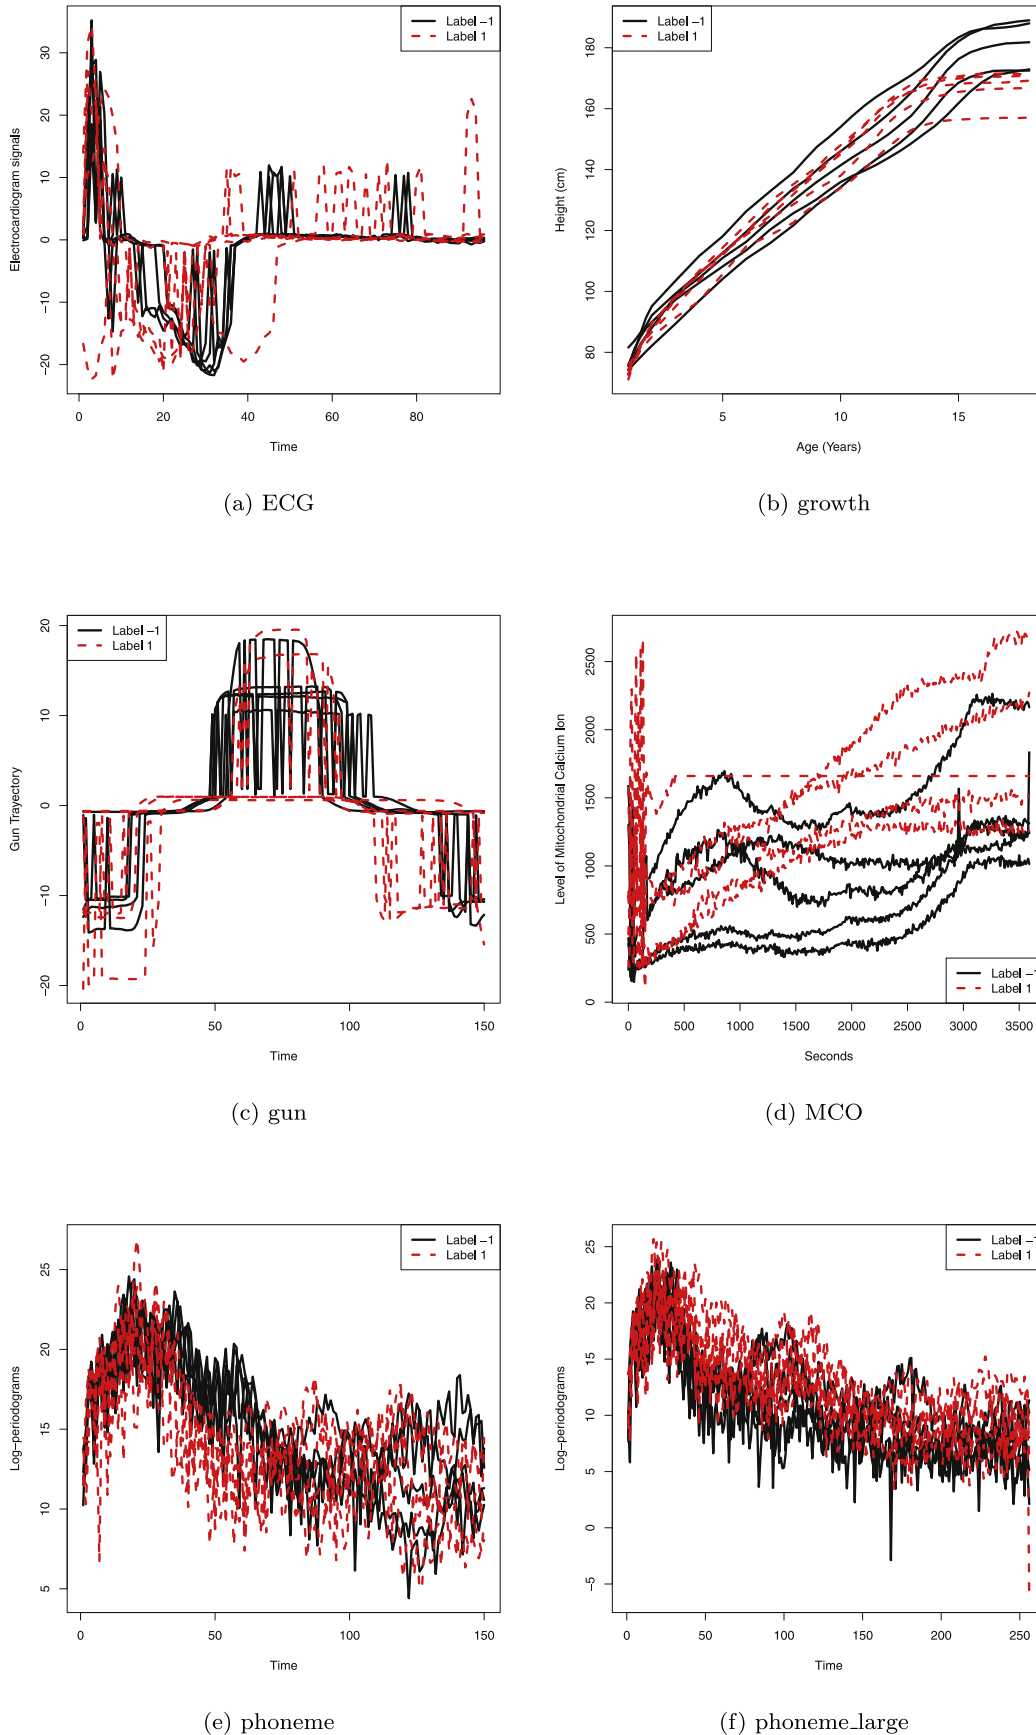 Label −1
Label 1
Electrocardiogram signals
−20
−10
0
10
20
30
0
20
40
60
80
Time
(a) ECG
Label −1
Label 1
Height (cm)
80
100
120
140
160
180
5
10
15
Age (Years)
(b) growth
Label −1
Label 1
Gun Trayectory
−20
−10
0
10
20
0
50
100
150
Time
(c) gun
Level of Mitochondrial Calcium Ion
0
500
1000
1500
2000
2500
Label −1
Label 1
0
500
1000
1500
2000
2500
3000
3500
Seconds
(d) MCO
Label −1
Label 1
Log−periodograms
5
10
15
20
25
0
50
100
150
Time
(e) phoneme
Label −1
Label 1
Log−periodograms
−5
0
5
10
15
20
25
0
50
100
150
200
250
Time
(f) phoneme_large